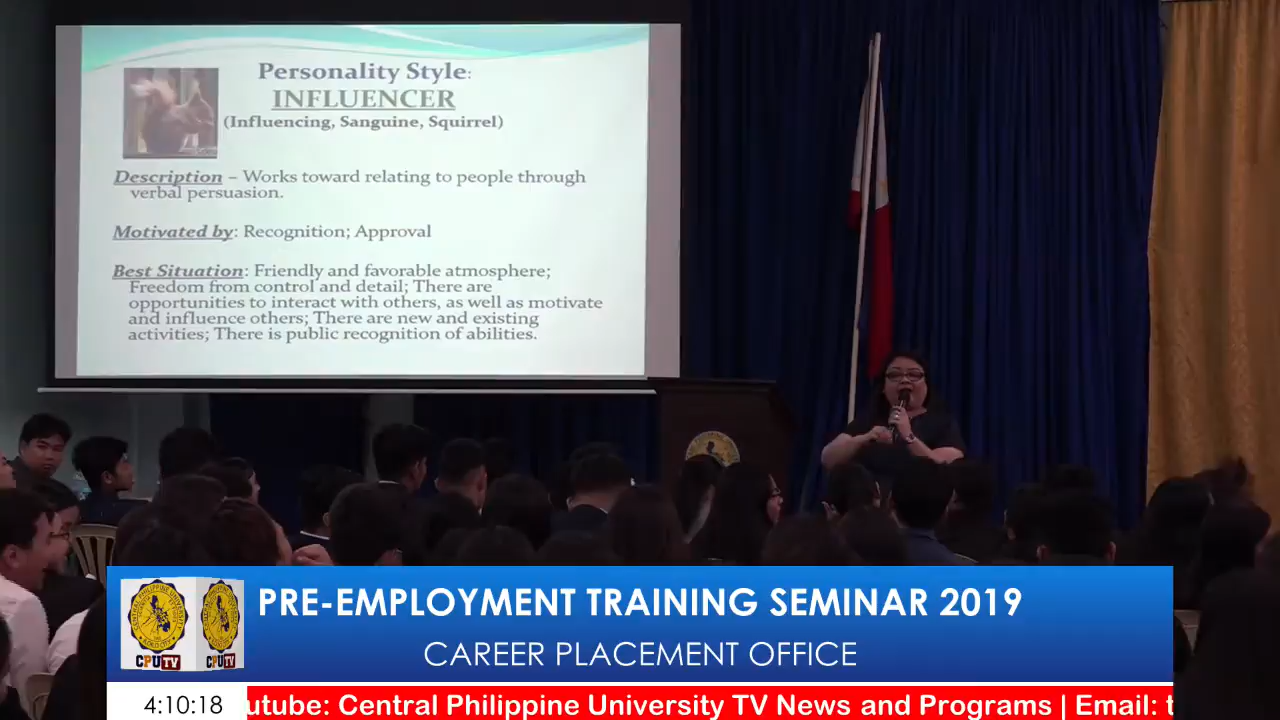 Personality Style:
INFLUENCER
(Influencing, Sanguine, Squirrel)
Description – Works toward relating to people through
verbal persuasion.
Motivated by: Recognition; Approval
Best Situation: Friendly and favorable atmosphere;
Freedom from control and detail; There are
opportunities to interact with others, as well as motivate
and influence others; There are new and existing
activities; There is public recognition of abilities.
PRE-EMPLOYMENT TRAINING SEMINAR 2019
CAREER PLACEMENT OFFICE
CPU TV
CPU TV
4:10:18
utube: Central Philippine University TV News and Programs | Email: t